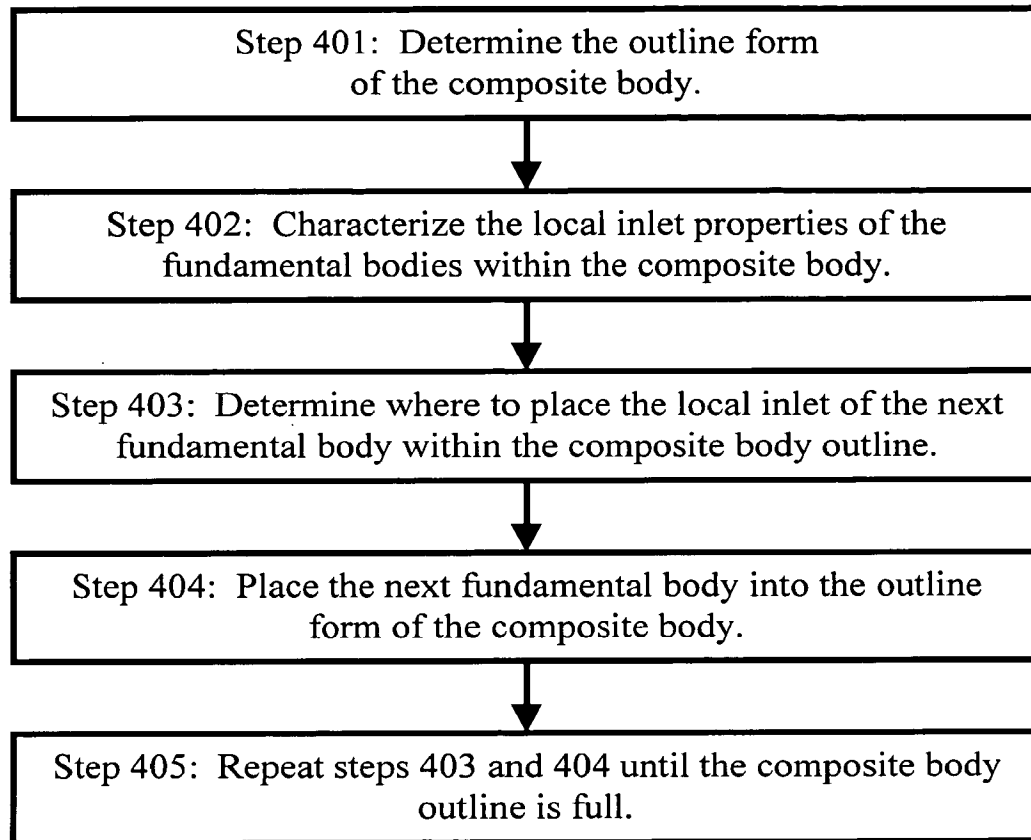 Step 401: Determine the outline form
of the composite body.
Step 402: Characterize the local inlet properties of the
fundamental bodies within the composite body.
Step 403: Determine where to place the local inlet of the next
fundamental body within the composite body outline.
Step 404: Place the next fundamental body into the outline
form of the composite body.
Step 405: Repeat steps 403 and 404 until the composite body
outline is full.